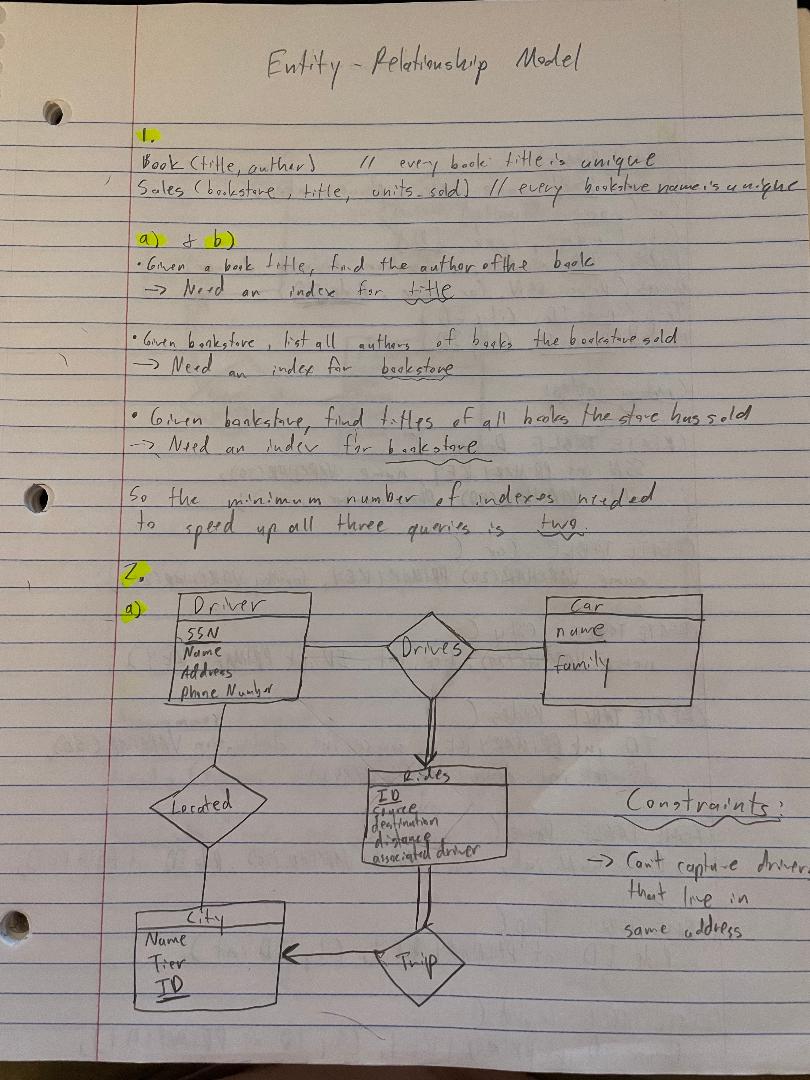 Entity-Relationship Model
1.
Book (title, author) // every book title is unique
Sales (bookstore, title, units_sold) // every bookstore name is unique
a) & b)
• Given a book title, find the author of the book
→ Need an index for title
• Given bookstore, list all authors of books the bookstore sold
→ Need an index for bookstore
• Given bookstore, find titles of all books the store has sold
→ Need an index for bookstore
So the minimum number of indexes needed
to speed up all three queries is two.
2.
a)
Driver
SSN
Name
Address
Phone Number
Drives
Car
name
family
Located
Rides
ID
source
destination
distance
associated driver
Constraints:
→ Can't capture driver
that live in
same address
City
Name
Tier
ID
Trip